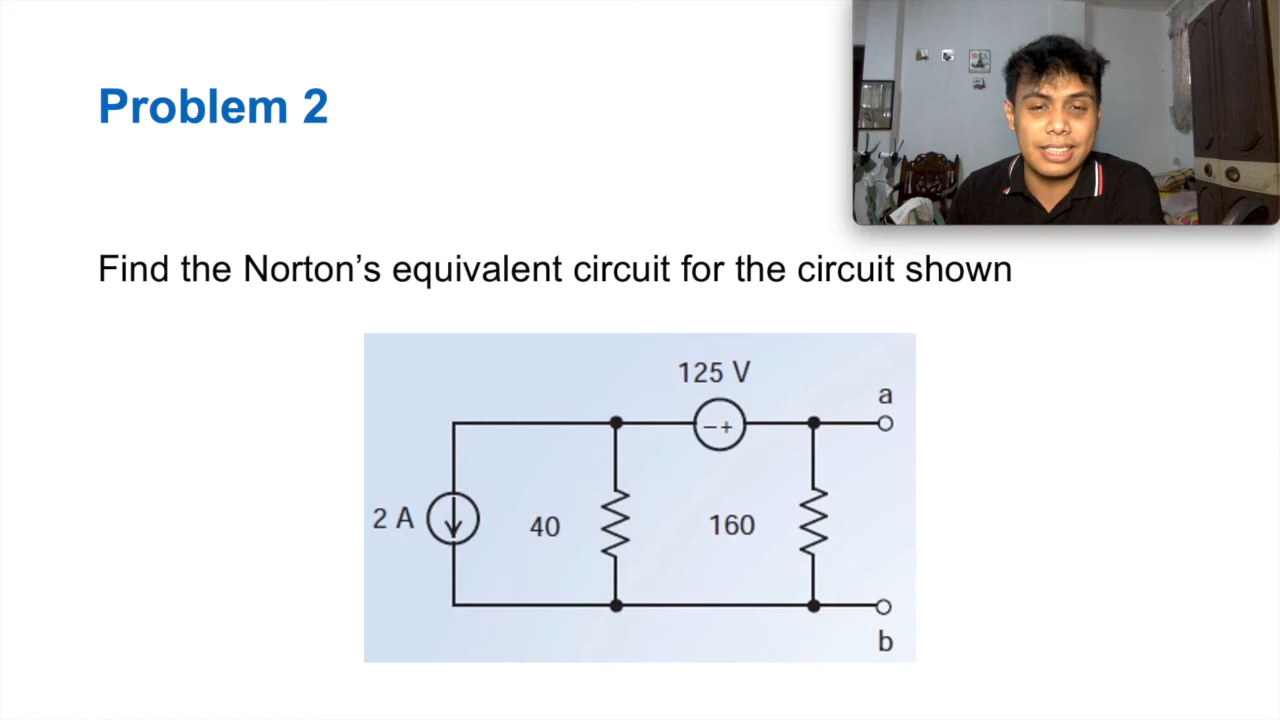 Problem 2
Find the Norton’s equivalent circuit for the circuit shown
125 V
a
− +
2 A
40
160
b